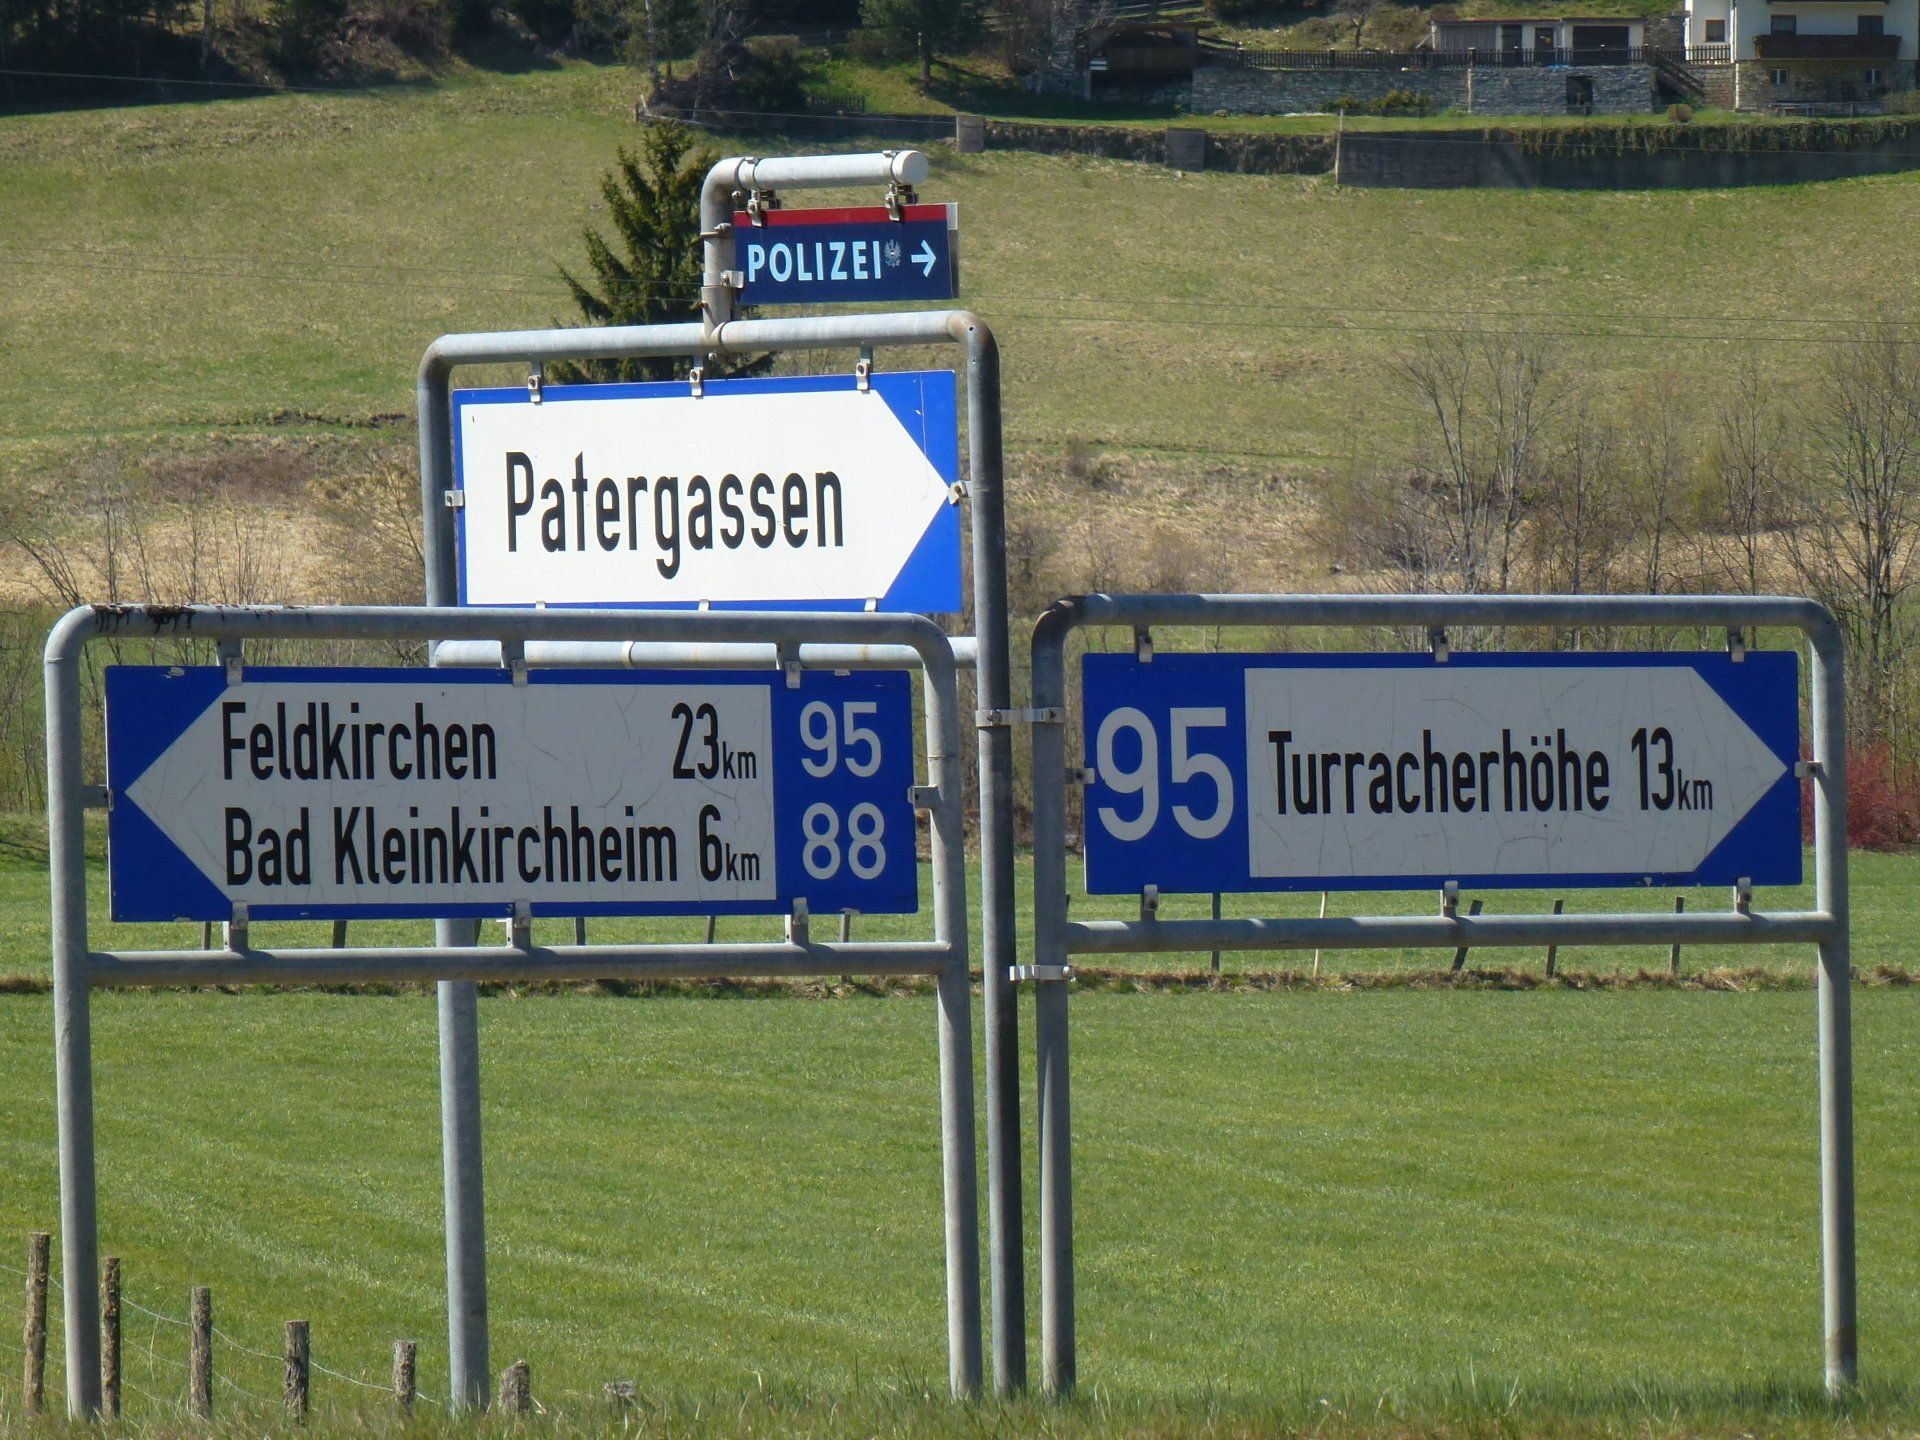 POLIZEI →
Patergassen
Feldkirchen 23km 95
Bad Kleinkirchheim 6km 88
95 Turracherhöhe 13km